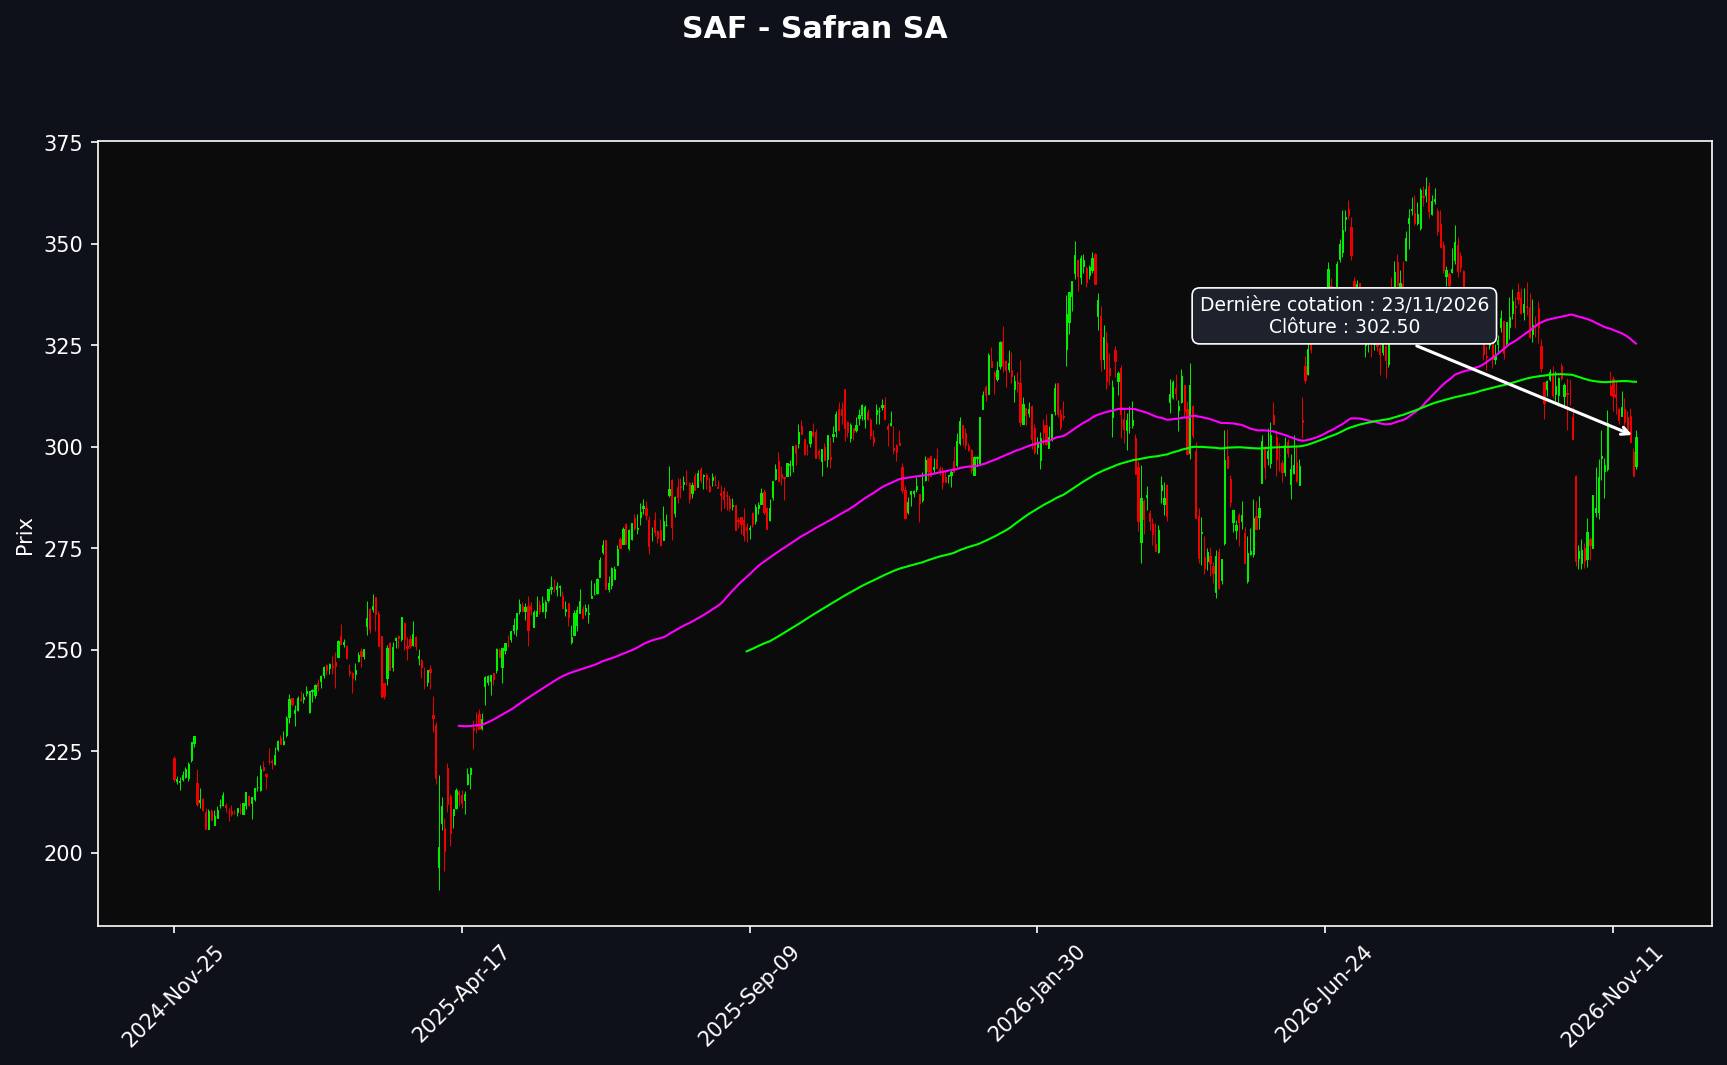 SAF - Safran SA
375
350
325
300
275
250
225
200
Prix
Dernière cotation : 23/11/2026
Clôture : 302.50
2024-Nov-25
2025-Apr-17
2025-Sep-09
2026-Jan-30
2026-Jun-24
2026-Nov-11